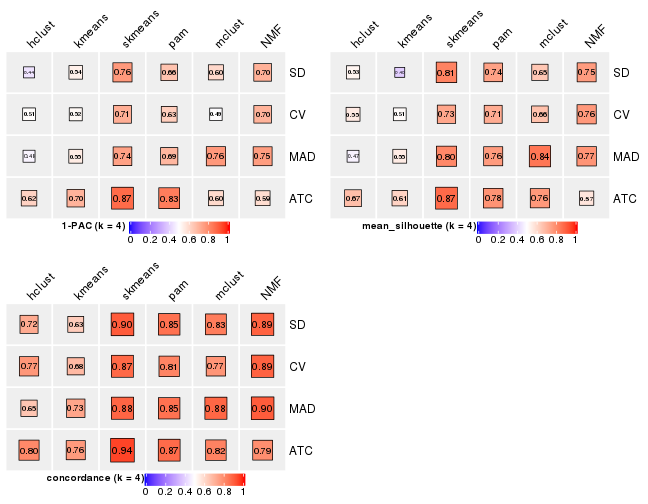 hclust kmeans skmeans pam mclust NMF
0.44 0.54 0.76 0.66 0.60 0.70 SD
0.51 0.52 0.71 0.63 0.49 0.70 CV
0.55 0.74 0.69 0.76 0.75 MAD
0.62 0.70 0.87 0.83 0.60 0.59 ATC
1-PAC (k = 4)
0 0.2 0.4 0.6 0.8 1
hclust kmeans skmeans pam mclust NMF
0.53 0.81 0.74 0.65 0.75 SD
0.55 0.51 0.73 0.71 0.66 0.76 CV
0.47 0.55 0.80 0.76 0.84 0.77 MAD
0.67 0.61 0.87 0.78 0.76 0.57 ATC
mean_silhouette (k = 4)
0 0.2 0.4 0.6 0.8 1
hclust kmeans skmeans pam mclust NMF
0.72 0.63 0.90 0.85 0.83 0.89 SD
0.77 0.68 0.87 0.81 0.77 0.89 CV
0.65 0.73 0.88 0.85 0.88 0.90 MAD
0.80 0.76 0.94 0.87 0.82 0.79 ATC
concordance (k = 4)
0 0.2 0.4 0.6 0.8 1